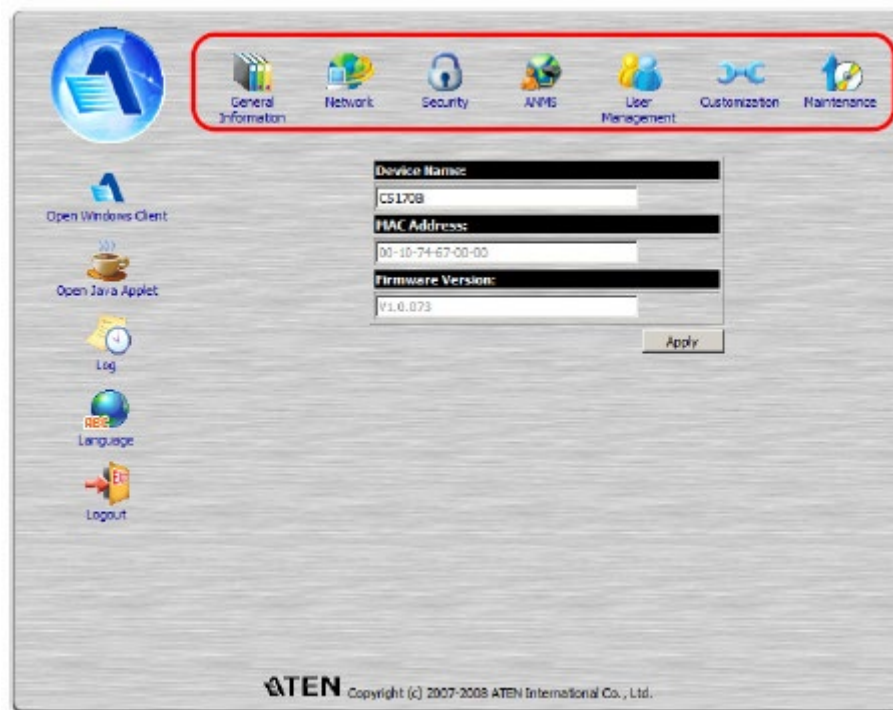 General Information
Network
Security
ANMS
User Management
Customization
Maintenance
Open Windows Client
Open Java Applet
Log
ABC
Language
Exit
Logout
Device Name:
CS1708
MAC Address:
00-10-74-67-00-00
Firmware Version:
V1.0.073
Apply
ATEN Copyright (c) 2007-2008 ATEN International Co., Ltd.